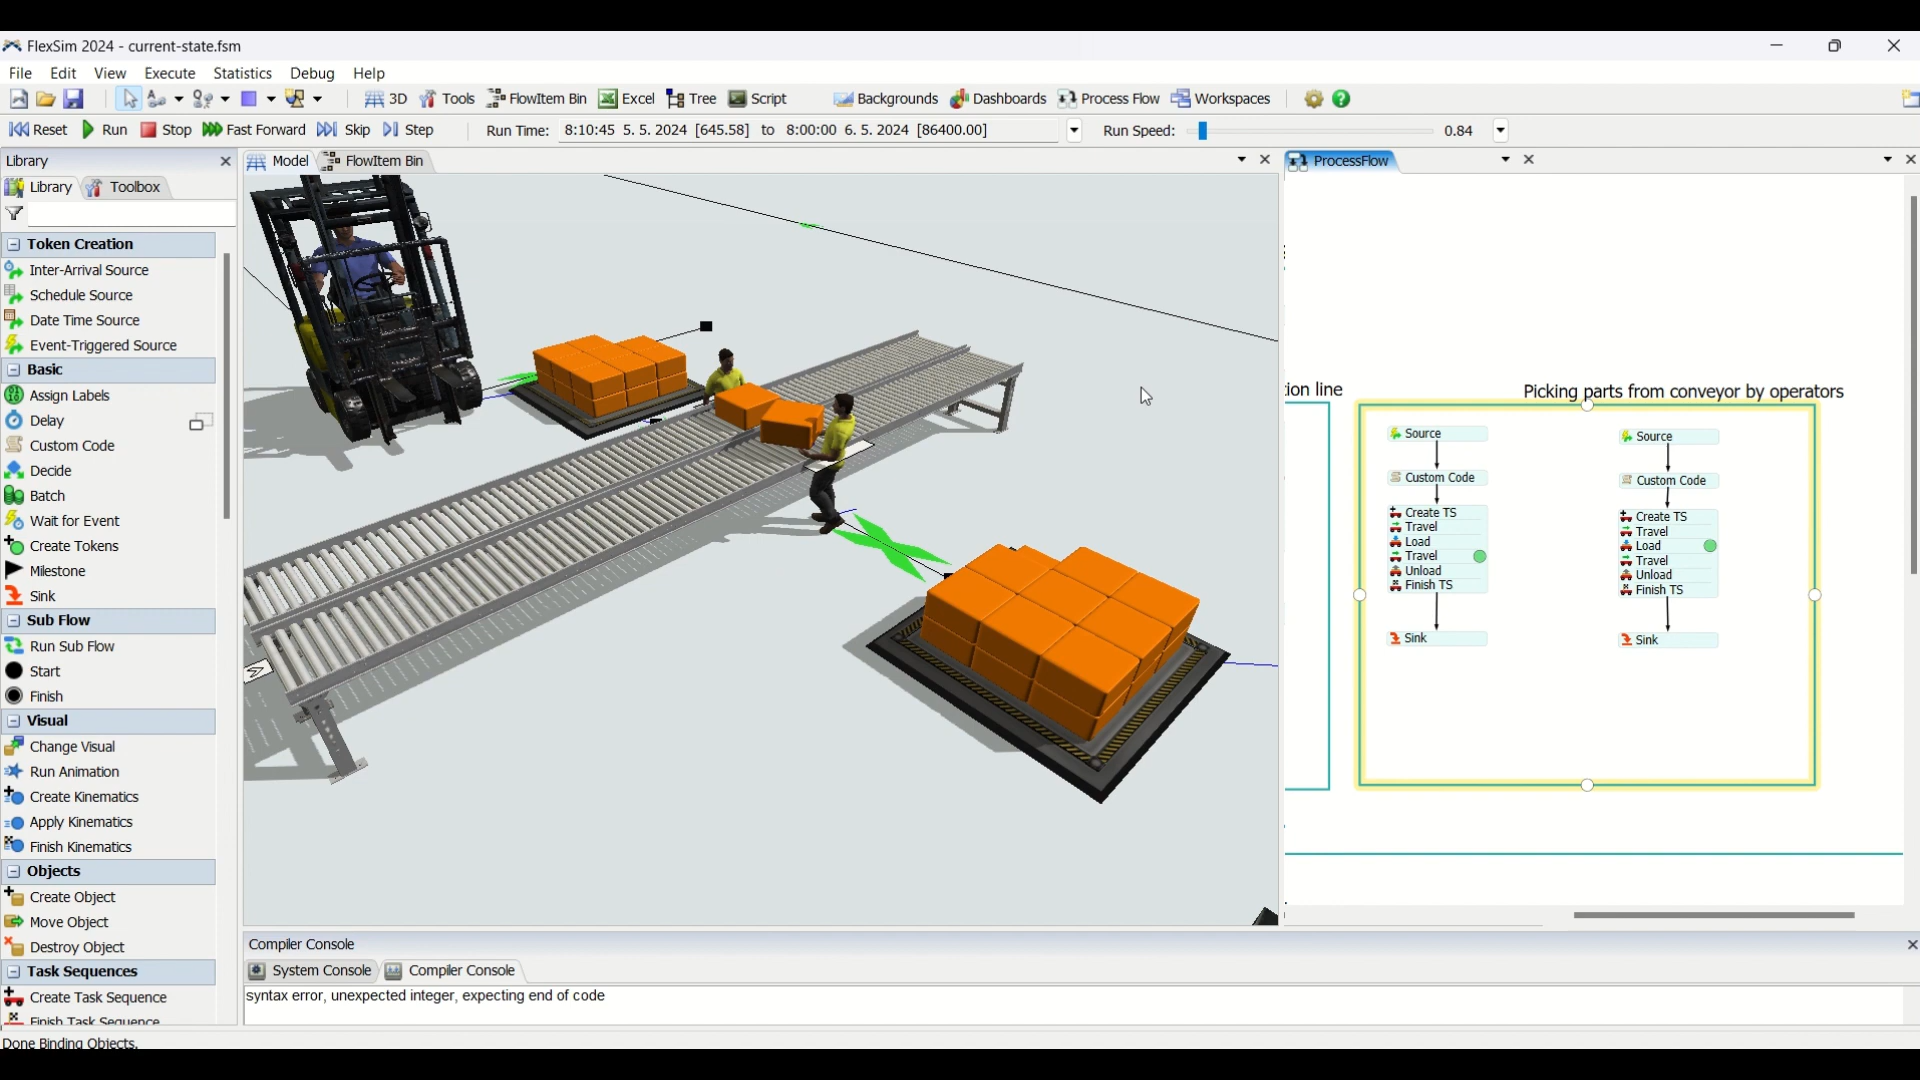 FlexSim 2024 - current-state.fsm
File Edit View Execute Statistics Debug Help
3D Tools FlowItem Bin Excel Tree Script Backgrounds Dashboards Process Flow Workspaces
Reset Run Stop Fast Forward Skip Step Run Time: 8:10:45 5. 5. 2024 [645.58] to 8:00:00 6. 5. 2024 [86400.00] Run Speed: 0.84
Library
Library Toolbox
Token Creation
Inter-Arrival Source
Schedule Source
Date Time Source
Event-Triggered Source
Basic
Assign Labels
Delay
Custom Code
Decide
Batch
Wait for Event
Create Tokens
Milestone
Sink
Sub Flow
Run Sub Flow
Start
Finish
Visual
Change Visual
Run Animation
Create Kinematics
Apply Kinematics
Finish Kinematics
Objects
Create Object
Move Object
Destroy Object
Task Sequences
Create Task Sequence
Finish Task Sequence
Model FlowItem Bin
ProcessFlow
ion line
Picking parts from conveyor by operators
Source
Custom Code
Create TS
Travel
Load
Travel
Unload
Finish TS
Sink
Source
Custom Code
Create TS
Travel
Load
Travel
Unload
Finish TS
Sink
Compiler Console
System Console Compiler Console
syntax error, unexpected integer, expecting end of code
Done Binding Objects.